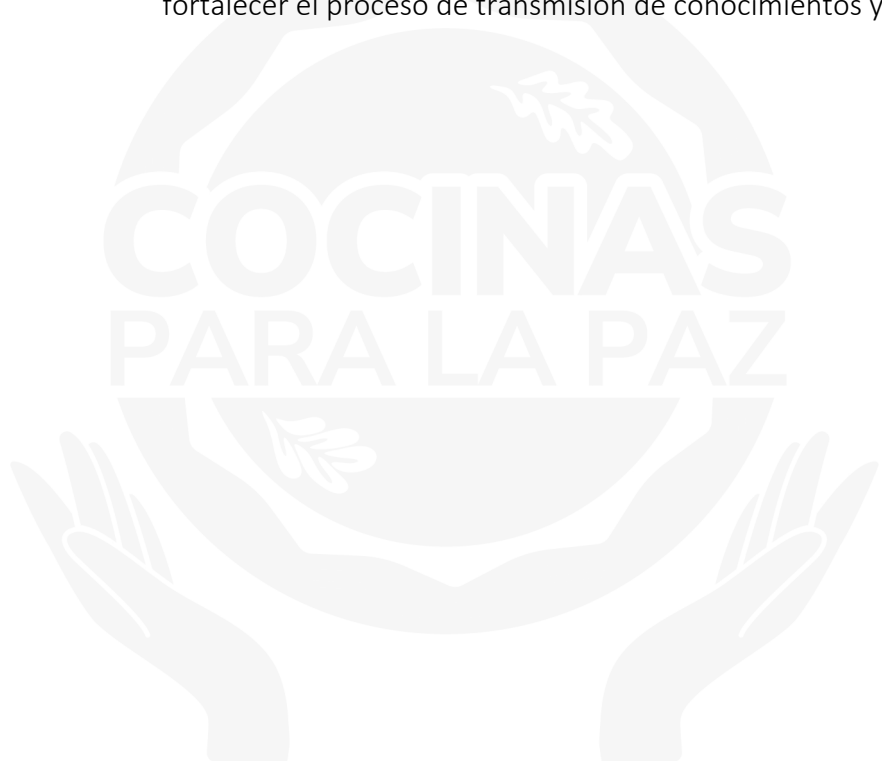 fortalecer el proceso de transmisión de conocimientos y
COCINAS
PARA LA PAZ